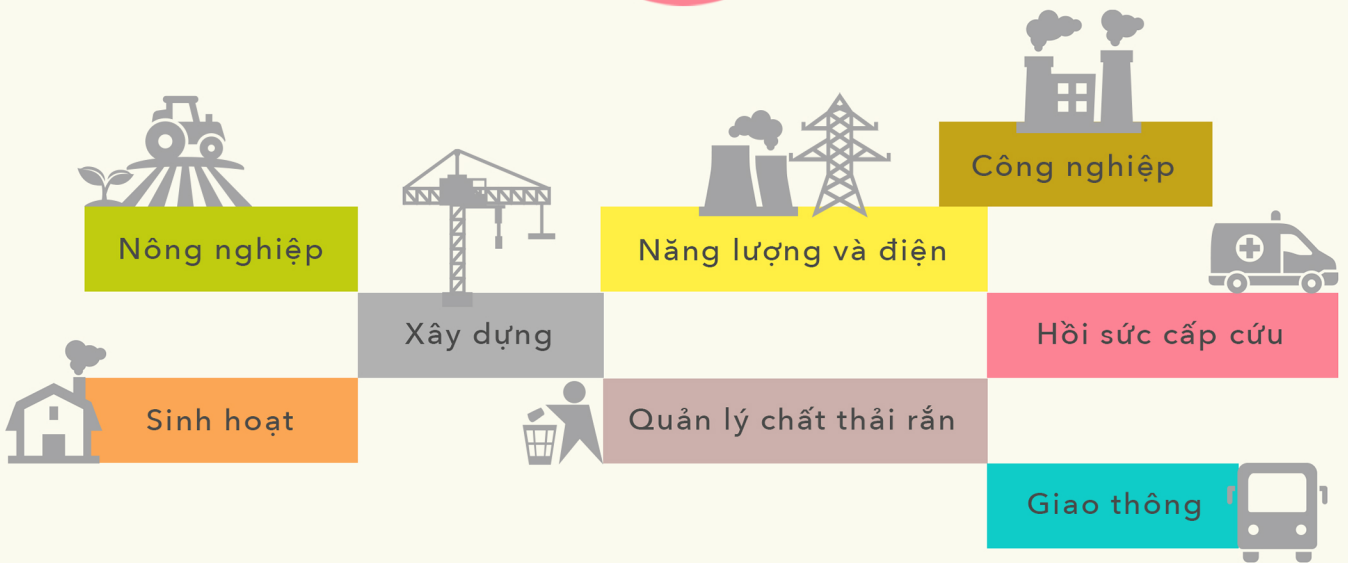 Công nghiệp
Nông nghiệp
Năng lượng và điện
Xây dựng
Hồi sức cấp cứu
Sinh hoạt
Quản lý chất thải rắn
Giao thông